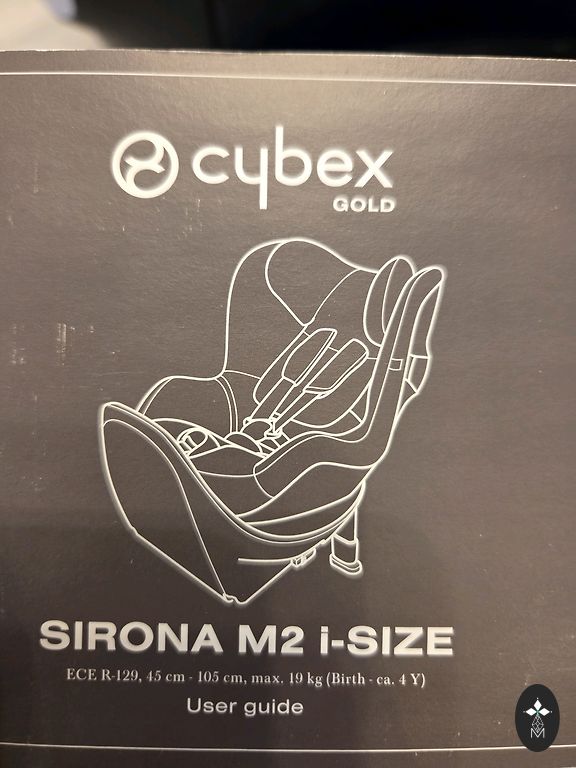 cybex
GOLD
SIRONA M2 i-SIZE
ECE R-129, 45 cm - 105 cm, max. 19 kg (Birth - ca. 4 Y)
User guide